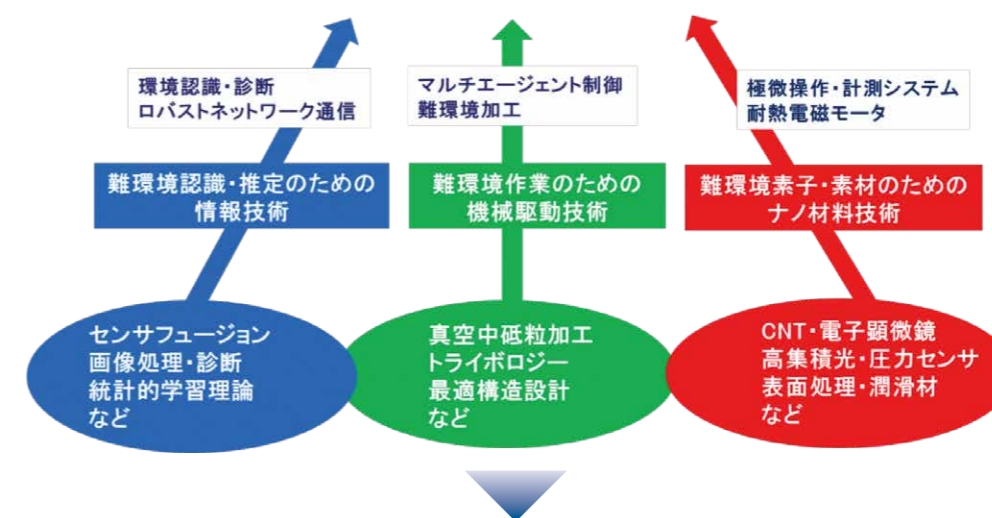 環境認識・診断
ロバストネットワーク通信
マルチエージェント制御
難環境加工
極微操作・計測システム
耐熱電磁モータ
難環境認識・推定のための
情報技術
難環境作業のための
機械駆動技術
難環境素子・素材のための
ナノ材料技術
センサフュージョン
画像処理・診断
統計的学習理論
など
真空中砥粒加工
トライボロジー
最適構造設計
など
CNT・電子顕微鏡
高集積光・圧力センサ
表面処理・潤滑材
など